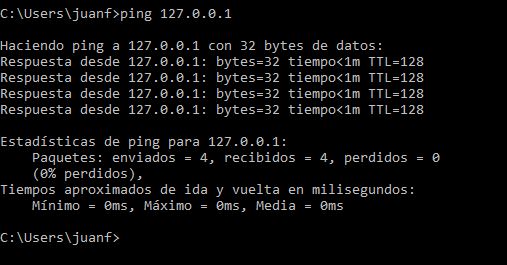 C:\Users\juanf>ping 127.0.0.1
Haciendo ping a 127.0.0.1 con 32 bytes de datos:
Respuesta desde 127.0.0.1: bytes=32 tiempo<1m TTL=128
Respuesta desde 127.0.0.1: bytes=32 tiempo<1m TTL=128
Respuesta desde 127.0.0.1: bytes=32 tiempo<1m TTL=128
Respuesta desde 127.0.0.1: bytes=32 tiempo<1m TTL=128
Estadísticas de ping para 127.0.0.1:
Paquetes: enviados = 4, recibidos = 4, perdidos = 0
(0% perdidos),
Tiempos aproximados de ida y vuelta en milisegundos:
Mínimo = 0ms, Máximo = 0ms, Media = 0ms
C:\Users\juanf>